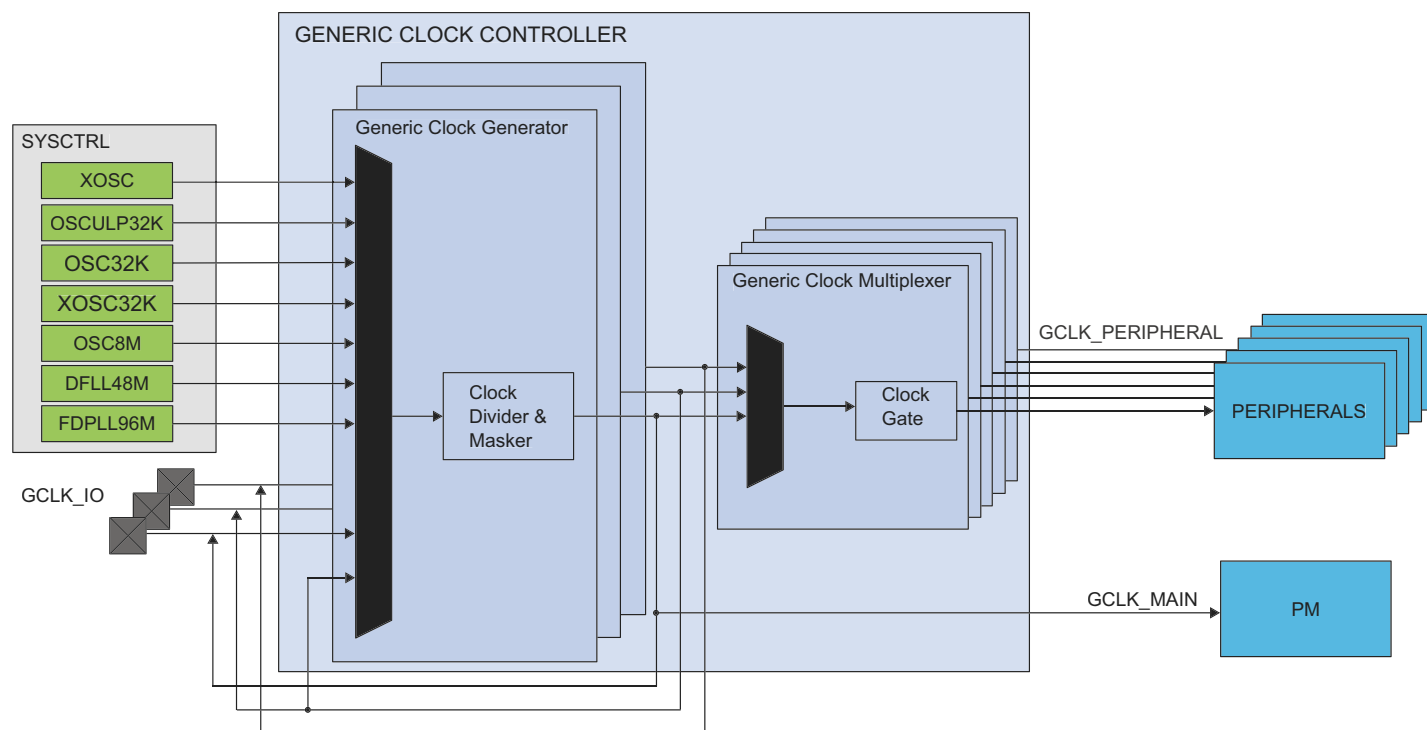 GENERIC CLOCK CONTROLLER
Generic Clock Generator
SYSCTRL
XOSC
OSCULP32K
OSC32K
XOSC32K
OSC8M
DFLL48M
FDPLL96M
GCLK_IO
Clock
Divider &
Masker
Generic Clock Multiplexer
Clock
Gate
GCLK_PERIPHERAL
PERIPHERALS
GCLK_MAIN
PM